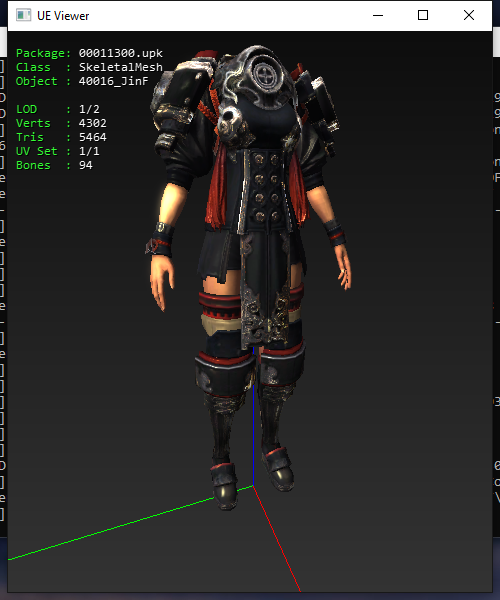 UE Viewer
Package: 00011300.upk
Class : SkeletalMesh
Object : 40016_JinF
LOD : 1/2
Verts : 4302
Tris : 5464
UV Set : 1/1
Bones : 94